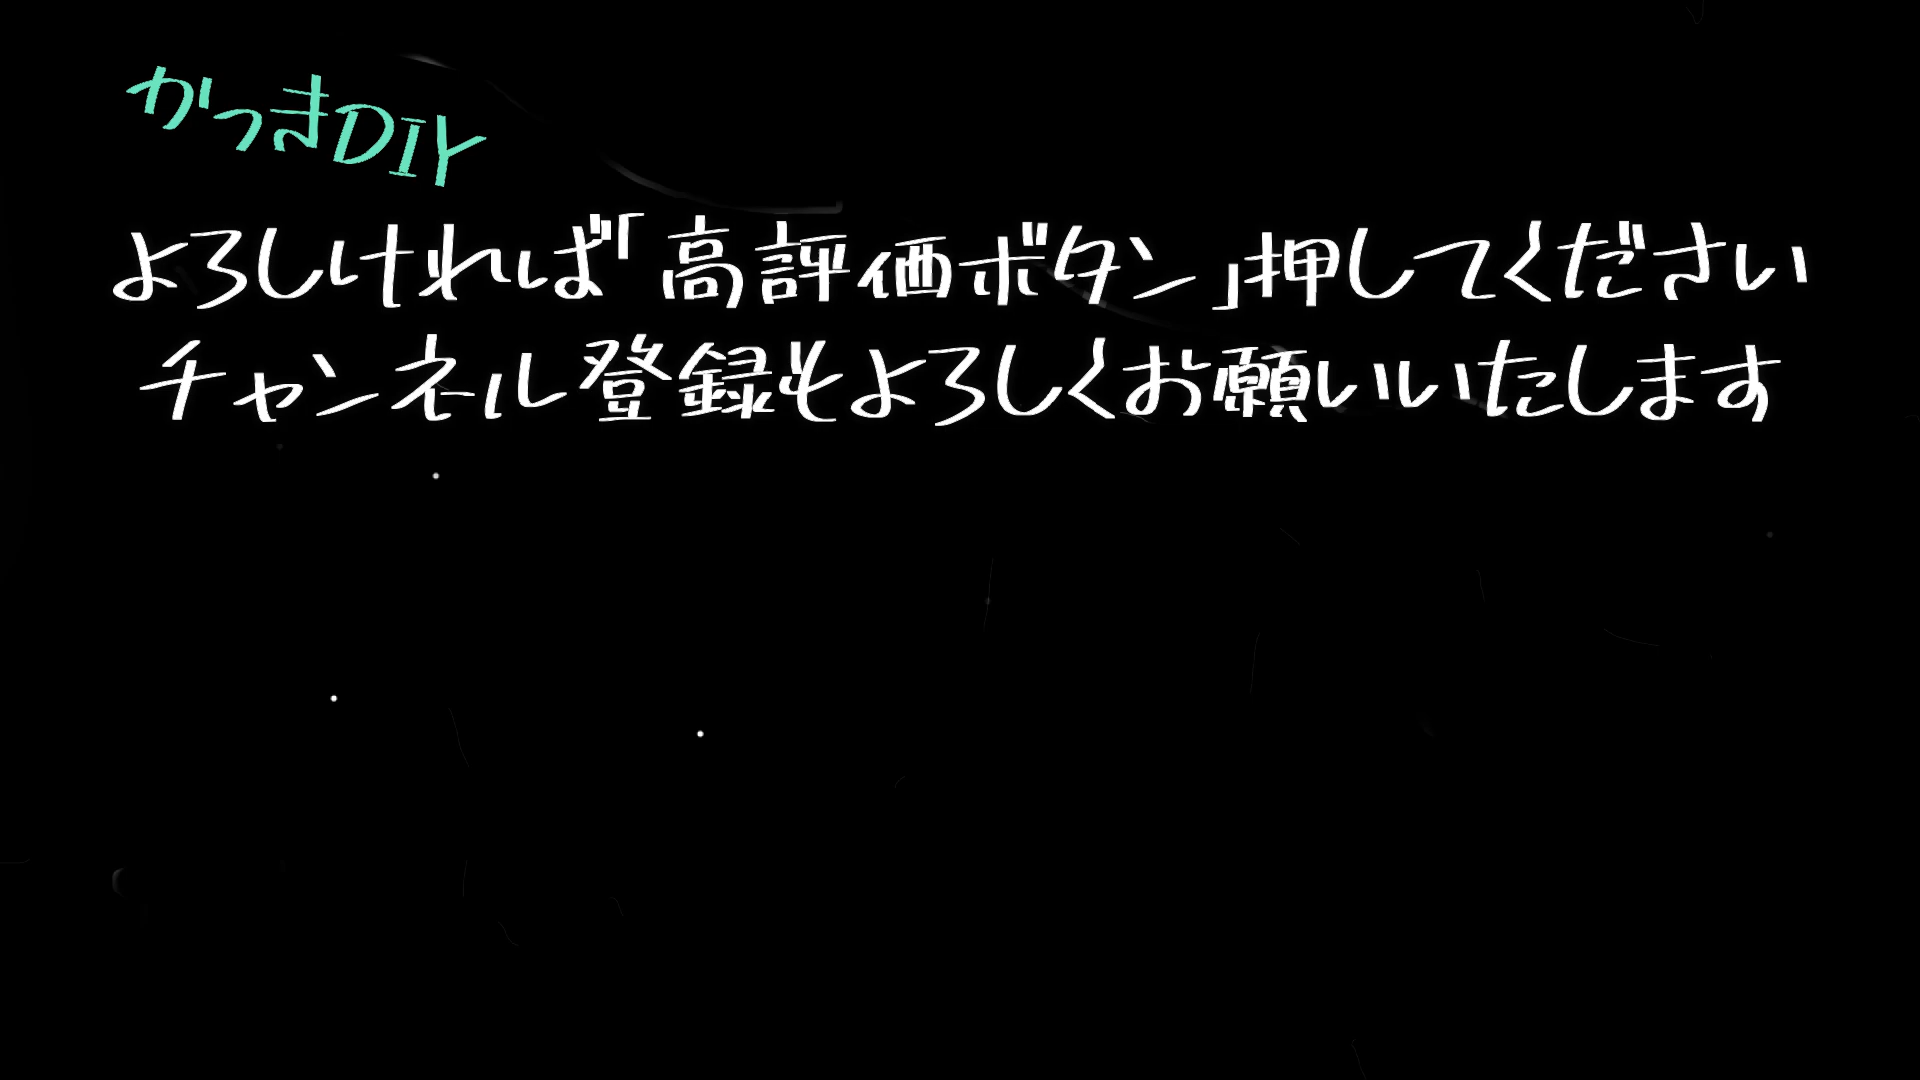 かつきDIY
よろしければ「高評価ボタン」押してください
チャンネル登録もよろしくお願いいたします